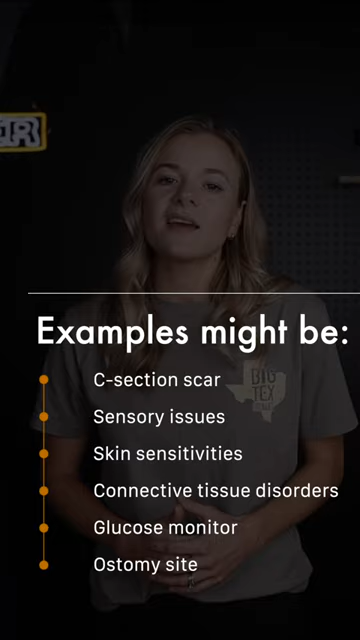 Examples might be:
C-section scar
Sensory issues
Skin sensitivities
Connective tissue disorders
Glucose monitor
Ostomy site
BIG
TEX